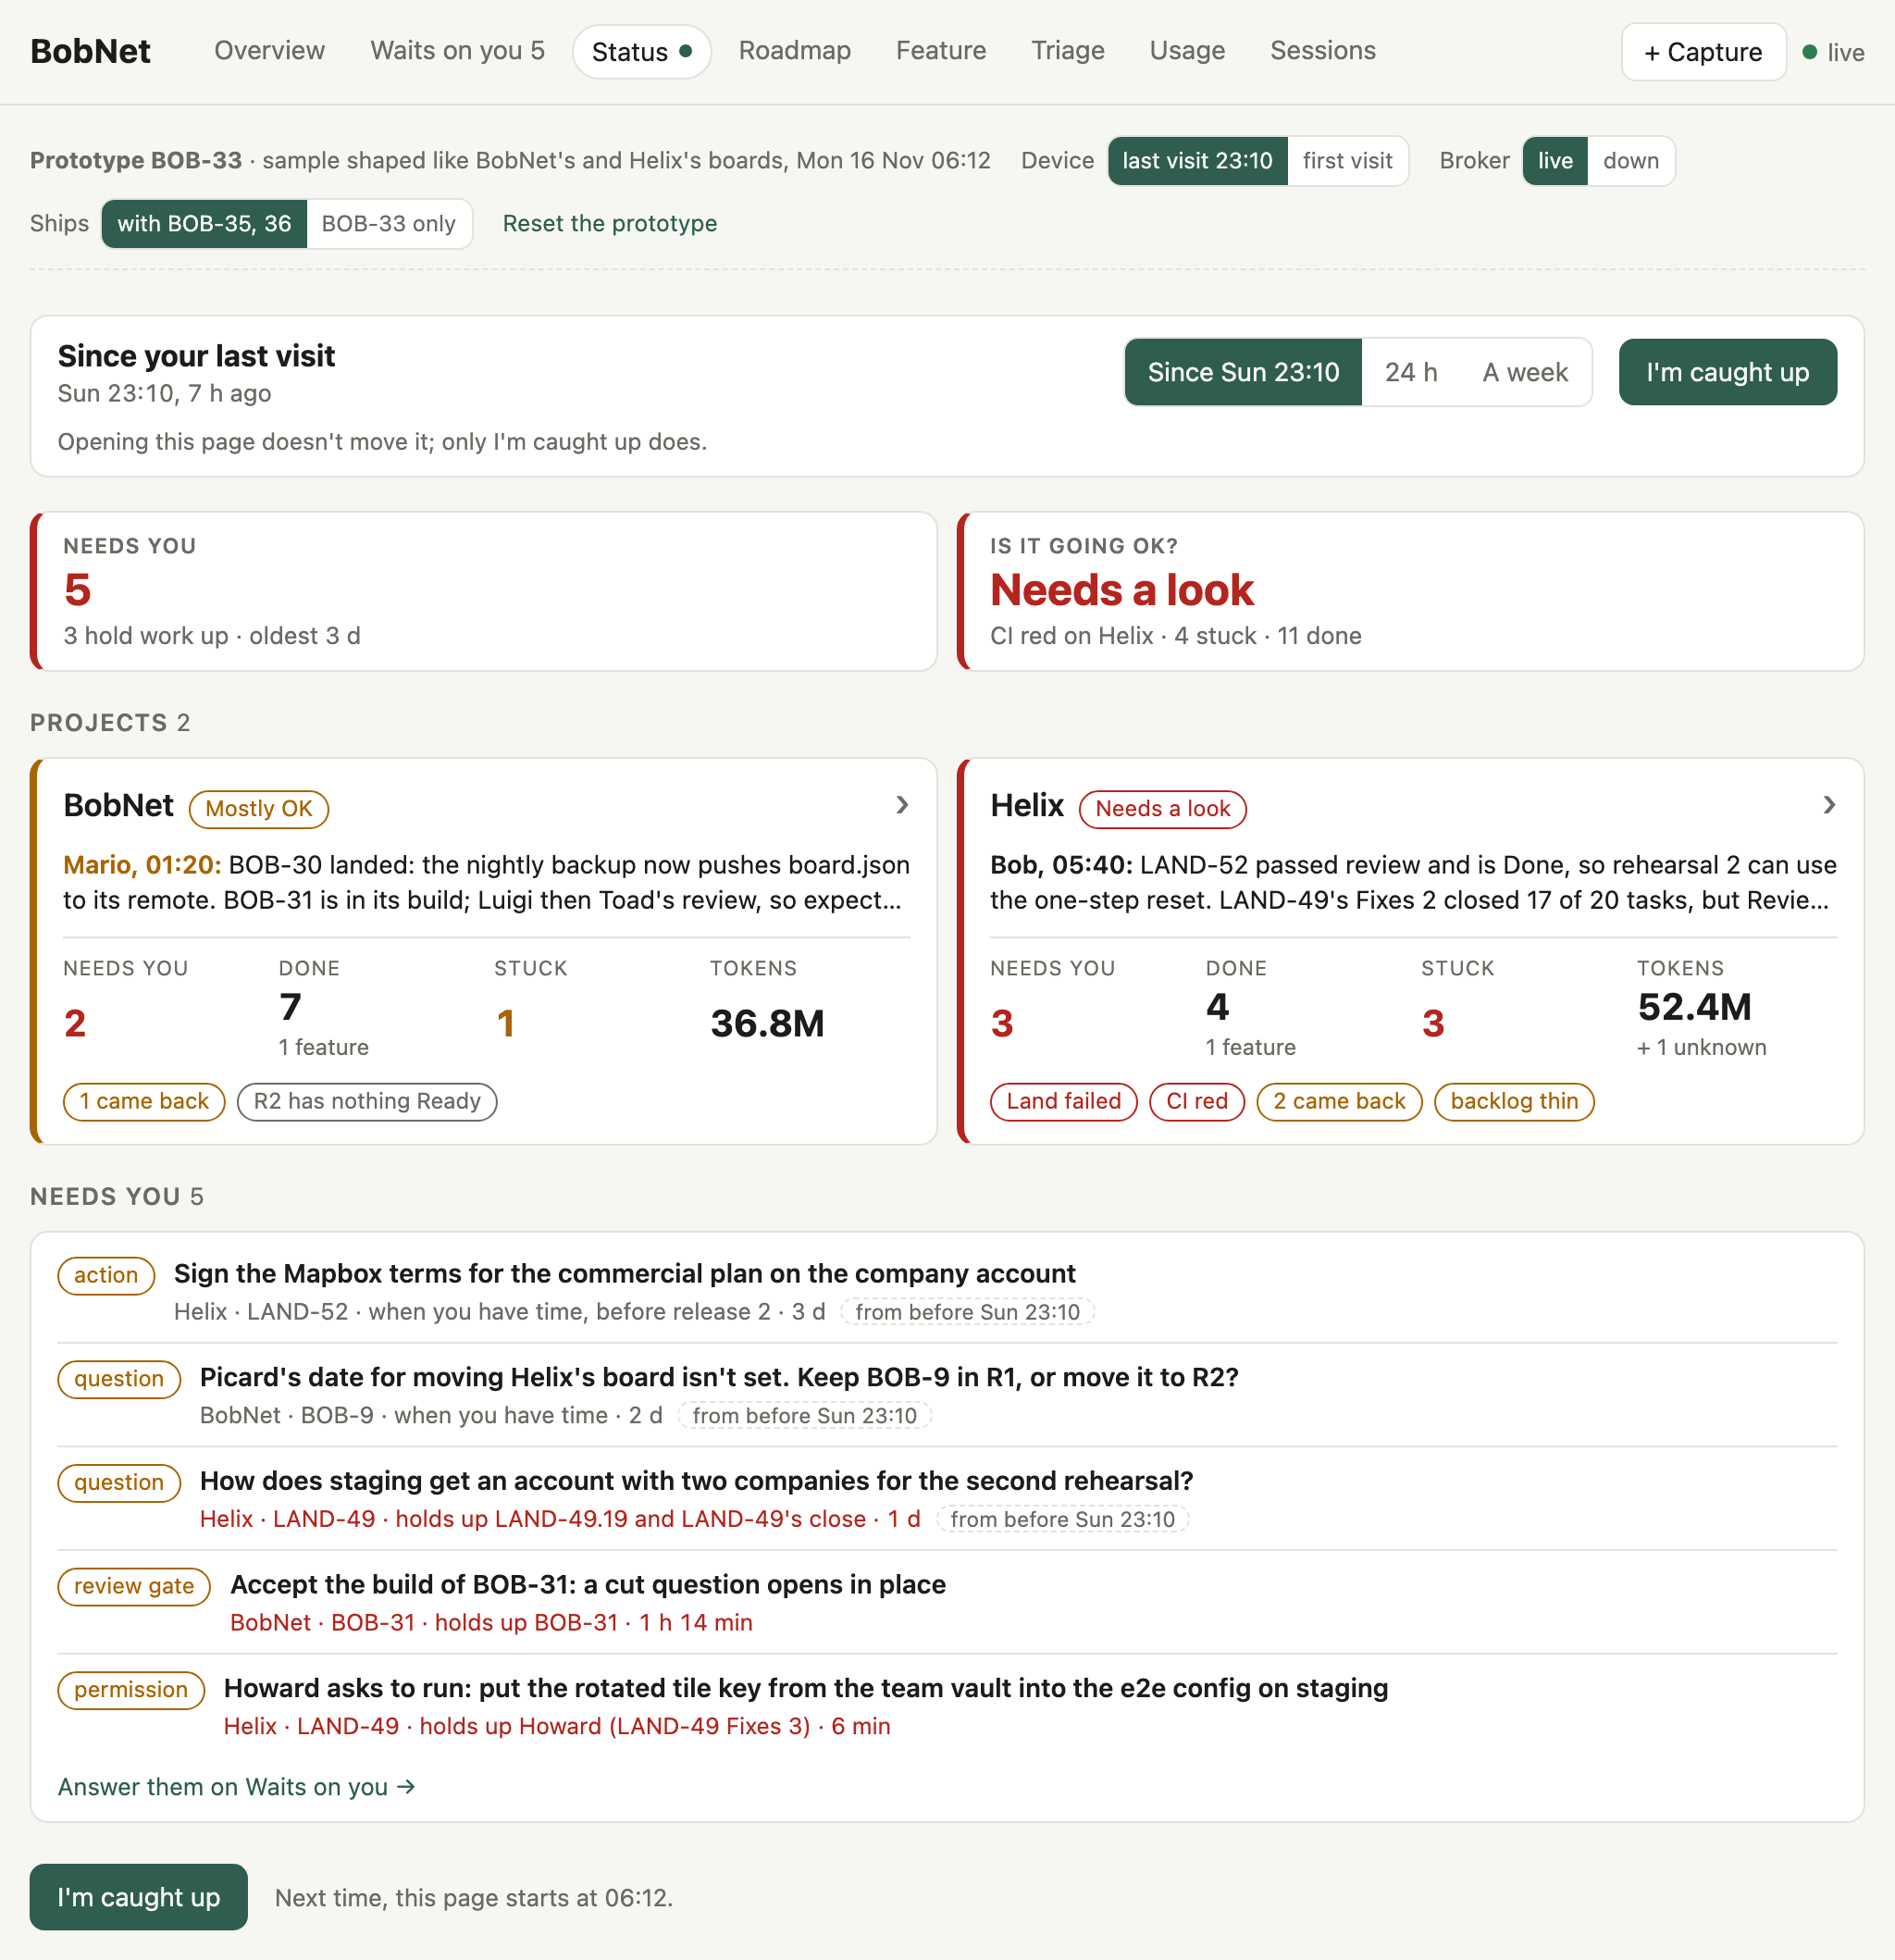 BobNet Overview Waits on you 5 Status Roadmap Feature Triage Usage Sessions + Capture live
Prototype BOB-33 · sample shaped like BobNet's and Helix's boards, Mon 16 Nov 06:12 Device last visit 23:10 first visit Broker live down
Ships with BOB-35, 36 BOB-33 only Reset the prototype
Since your last visit
Sun 23:10, 7 h ago
Since Sun 23:10 24 h A week I'm caught up
Opening this page doesn't move it; only I'm caught up does.
NEEDS YOU
5
3 hold work up · oldest 3 d
IS IT GOING OK?
Needs a look
CI red on Helix · 4 stuck · 11 done
PROJECTS 2
BobNet Mostly OK ›
Mario, 01:20: BOB-30 landed: the nightly backup now pushes board.json
to its remote. BOB-31 is in its build; Luigi then Toad's review, so expect...
NEEDS YOU DONE STUCK TOKENS
2 7 1 36.8M
1 feature
1 came back R2 has nothing Ready
Helix Needs a look ›
Bob, 05:40: LAND-52 passed review and is Done, so rehearsal 2 can use
the one-step reset. LAND-49's Fixes 2 closed 17 of 20 tasks, but Revie...
NEEDS YOU DONE STUCK TOKENS
3 4 3 52.4M
1 feature + 1 unknown
Land failed CI red 2 came back backlog thin
NEEDS YOU 5
action Sign the Mapbox terms for the commercial plan on the company account
Helix · LAND-52 · when you have time, before release 2 · 3 d from before Sun 23:10
question Picard's date for moving Helix's board isn't set. Keep BOB-9 in R1, or move it to R2?
BobNet · BOB-9 · when you have time · 2 d from before Sun 23:10
question How does staging get an account with two companies for the second rehearsal?
Helix · LAND-49 · holds up LAND-49.19 and LAND-49's close · 1 d from before Sun 23:10
review gate Accept the build of BOB-31: a cut question opens in place
BobNet · BOB-31 · holds up BOB-31 · 1 h 14 min
permission Howard asks to run: put the rotated tile key from the team vault into the e2e config on staging
Helix · LAND-49 · holds up Howard (LAND-49 Fixes 3) · 6 min
Answer them on Waits on you →
I'm caught up Next time, this page starts at 06:12.